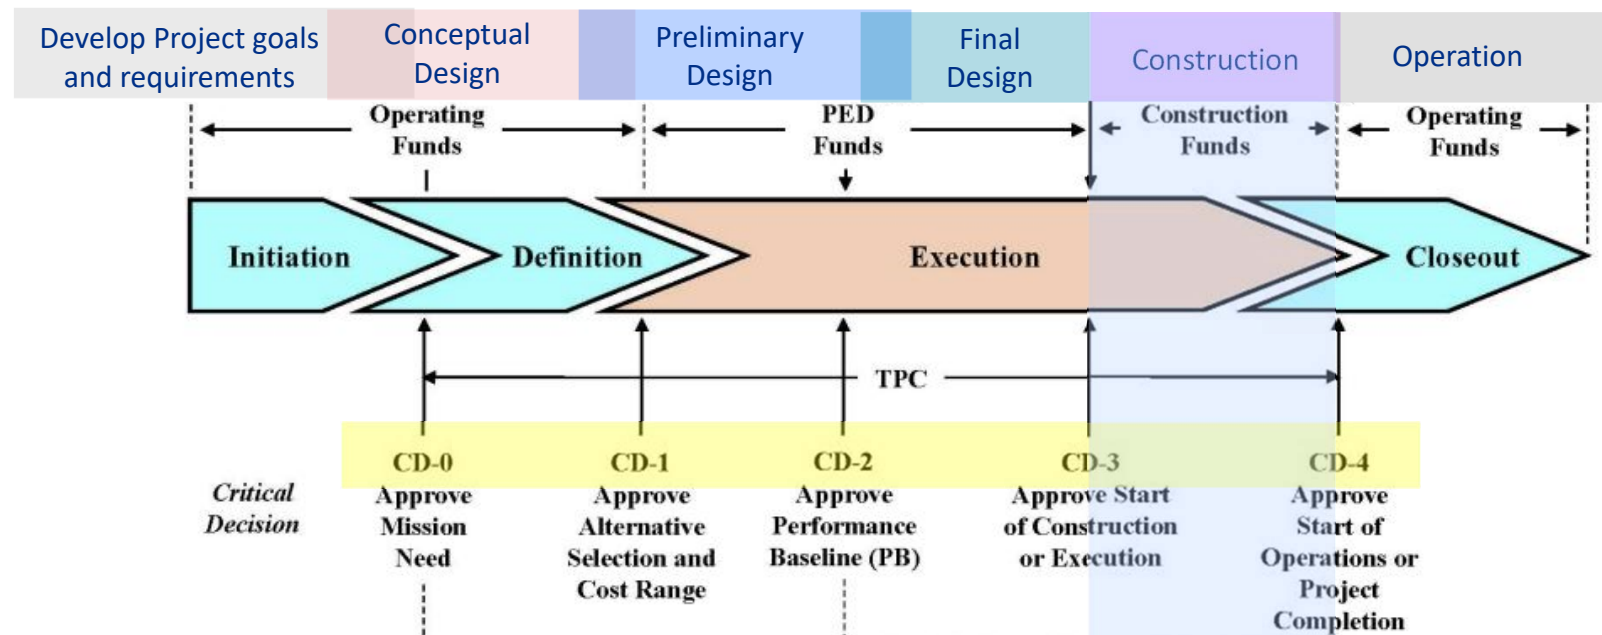 Develop Project goals
and requirements
Conceptual
Design
Preliminary
Design
Final
Design
Construction
Operation
Operating
Funds
PED
Funds
Construction
Funds
Operating
Funds
Initiation
Definition
Execution
Closeout
TPC
Critical
Decision
CD-0
Approve
Mission
Need
CD-1
Approve
Alternative
Selection and
Cost Range
CD-2
Approve
Performance
Baseline (PB)
CD-3
Approve Start
of Construction
or Execution
CD-4
Approve
Start of
Operations or
Project
Completion